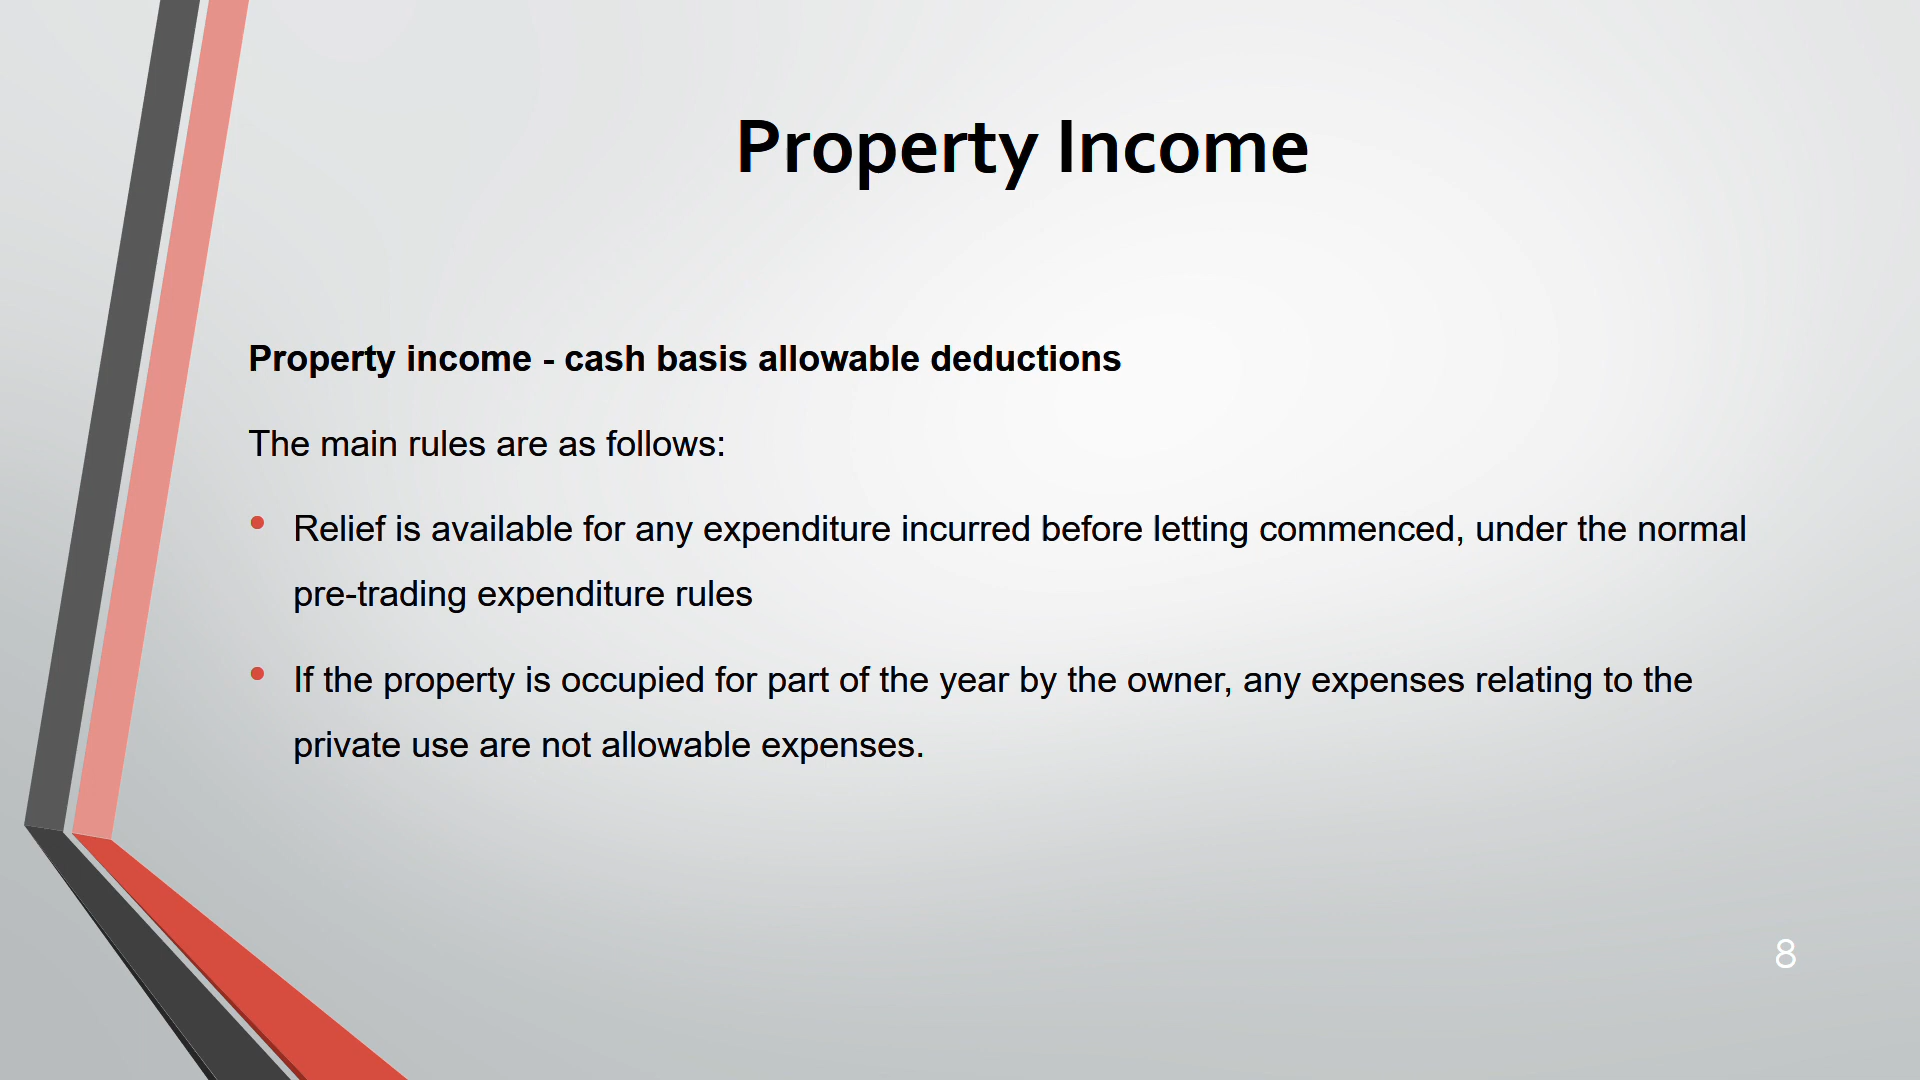 Property Income
Property income - cash basis allowable deductions
The main rules are as follows:
• Relief is available for any expenditure incurred before letting commenced, under the normal
pre-trading expenditure rules
• If the property is occupied for part of the year by the owner, any expenses relating to the
private use are not allowable expenses.
8